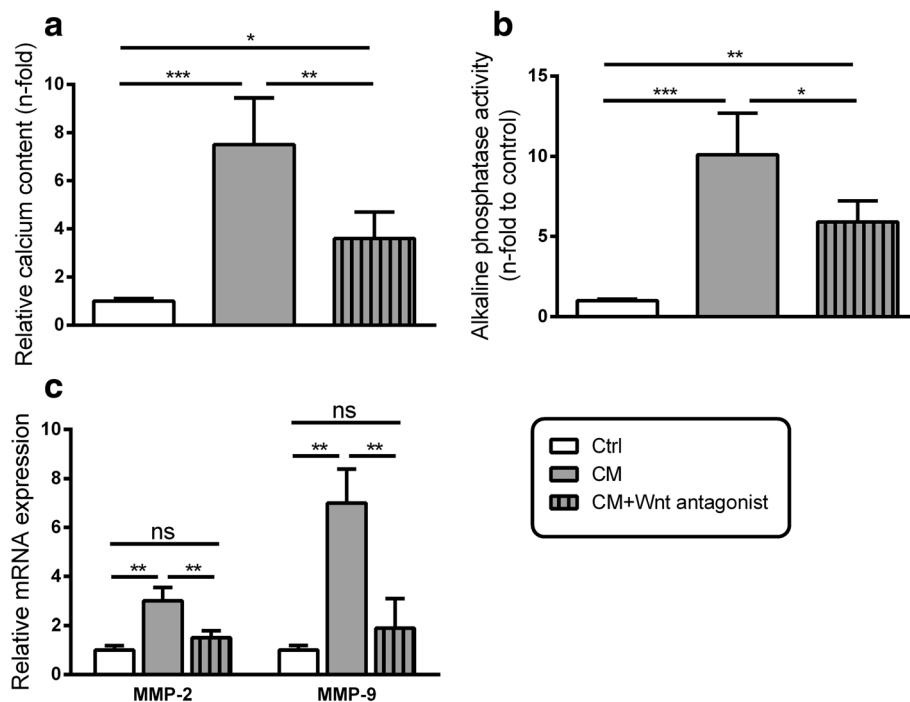 a
Relative calcium content (n-fold)
10
8
6
4
2
0
*
***
**
b
Alkaline phosphatase activity
(n-fold to control)
15
10
5
0
**
***
*
c
Relative mRNA expression
10
8
6
4
2
0
ns
**
**
ns
**
**
MMP-2
MMP-9
Ctrl
CM
CM+Wnt antagonist